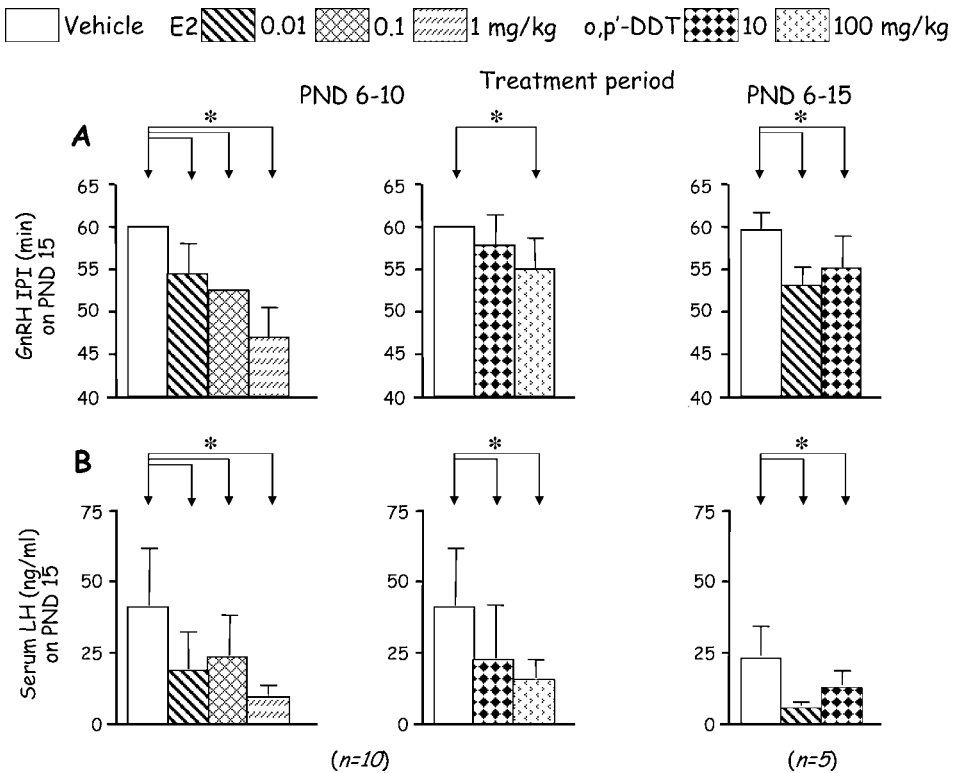 Vehicle E2 0.01 0.1 1 mg/kg o,p'-DDT 10 100 mg/kg
Treatment period
PND 6-10 PND 6-15
A
* * *
GnRH IPI (min)
on PND 15
65 65 65
60 60 60
55 55 55
50 50 50
45 45 45
40 40 40
B
* * *
Serum LH (ng/ml)
on PND 15
75 75 75
50 50 50
25 25 25
0 0 0
(n=10) (n=5)